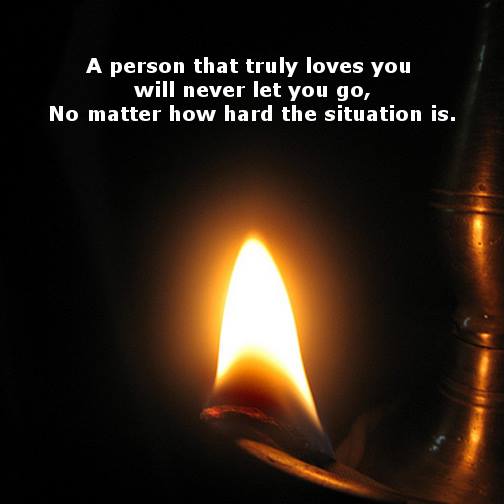 A person that truly loves you
will never let you go,
No matter how hard the situation is.